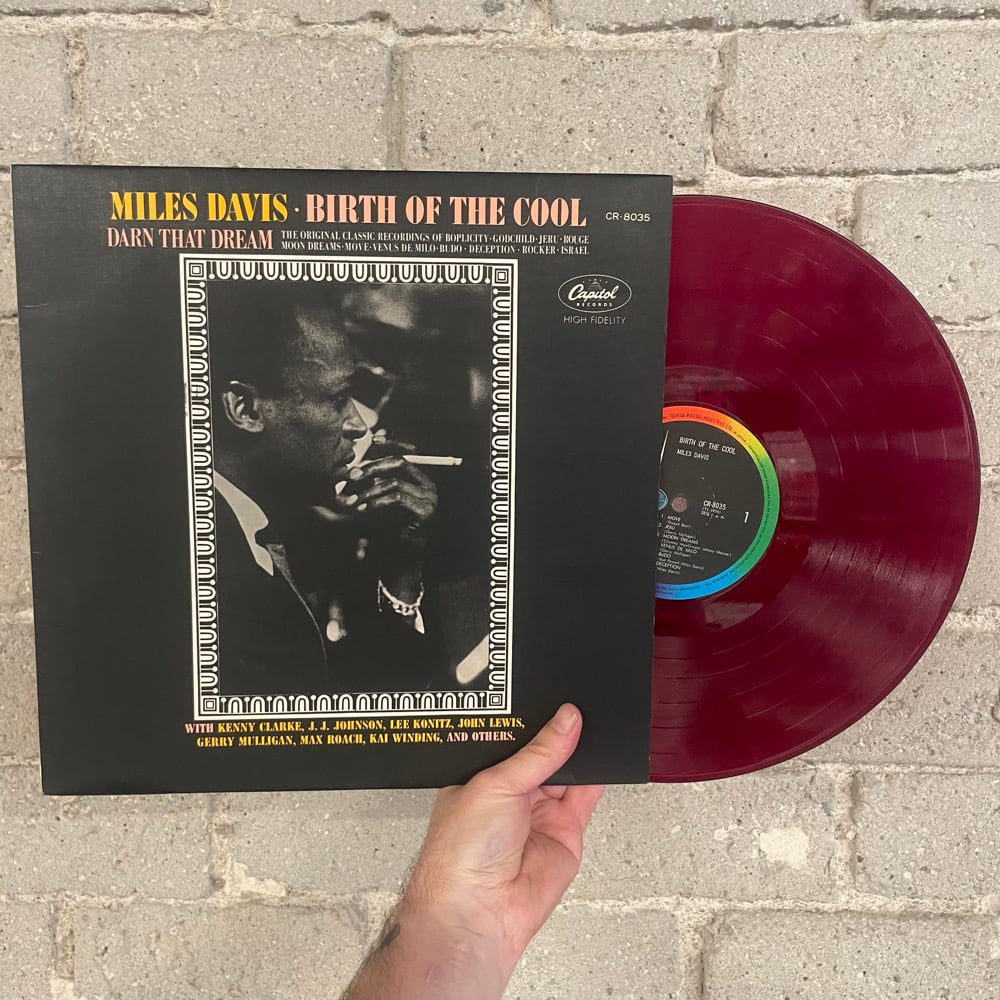 MILES DAVIS · BIRTH OF THE COOL
CR-8035
DARN THAT DREAM
THE ORIGINAL CLASSIC RECORDINGS OF BOPLICITY · GODCHILD · JERU · ROUGE
MOON DREAMS · MOVE · VENUS DE MILO · BUDO · DECEPTION · ROCKER · ISRAEL
Capitol
RECORDS
HIGH FIDELITY
WITH KENNY CLARKE, J. J. JOHNSON, LEE KONITZ, JOHN LEWIS,
GERRY MULLIGAN, MAX ROACH, KAI WINDING, AND OTHERS.
BIRTH OF THE COOL
MILES DAVIS
CR-8035
1
MOVE
JERU
MOON DREAMS
VENUS DE MILO
BUDO
DECEPTION